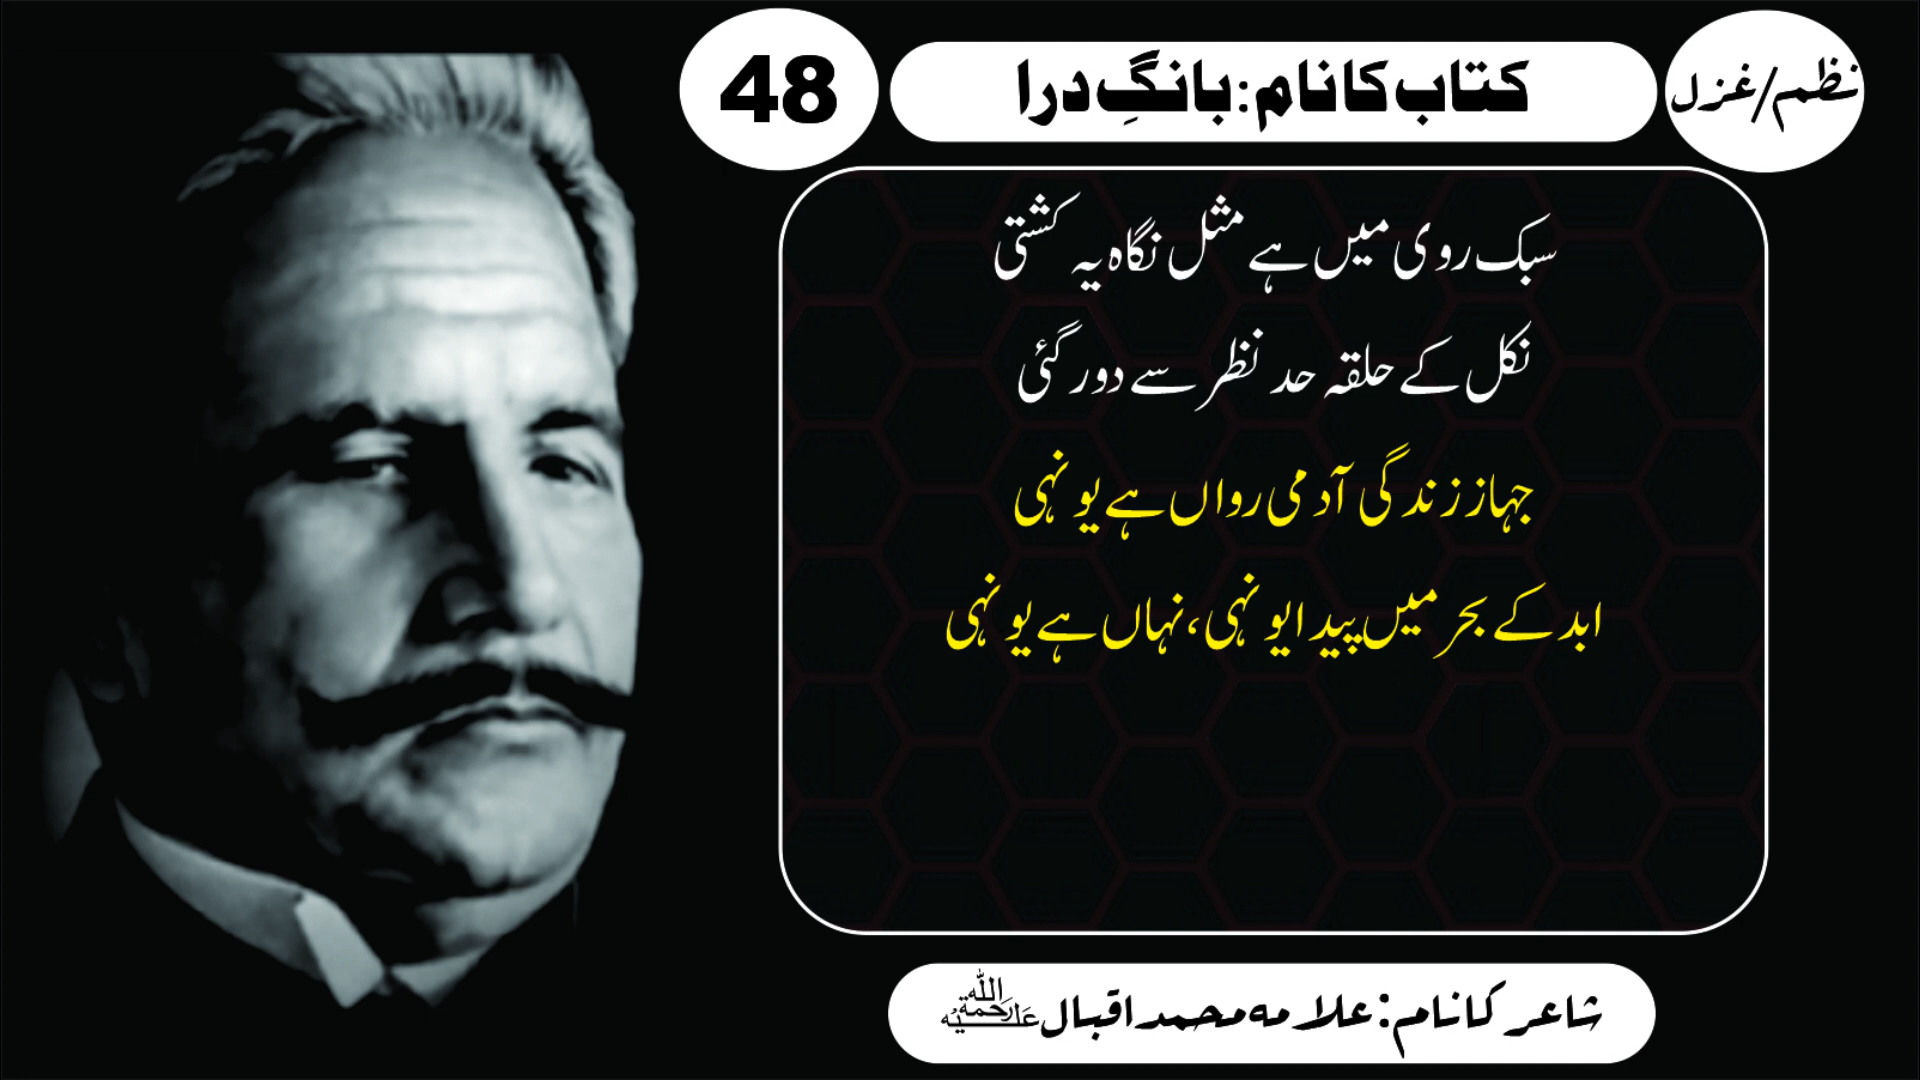 نظم/غزل
کتاب کا نام: بانگِ درا
48
سبک روی میں ہے مثل نگاہ یہ کشتی
نکل کے حلقہ حد نظر سے دور گئی
جہاز زندگی آدمی رواں ہے یونہی
ابد کے بحر میں پیدا یونہی، نہاں ہے یونہی
شاعر کا نام: علامہ محمد اقبال رحمۃ اللہ علیہ